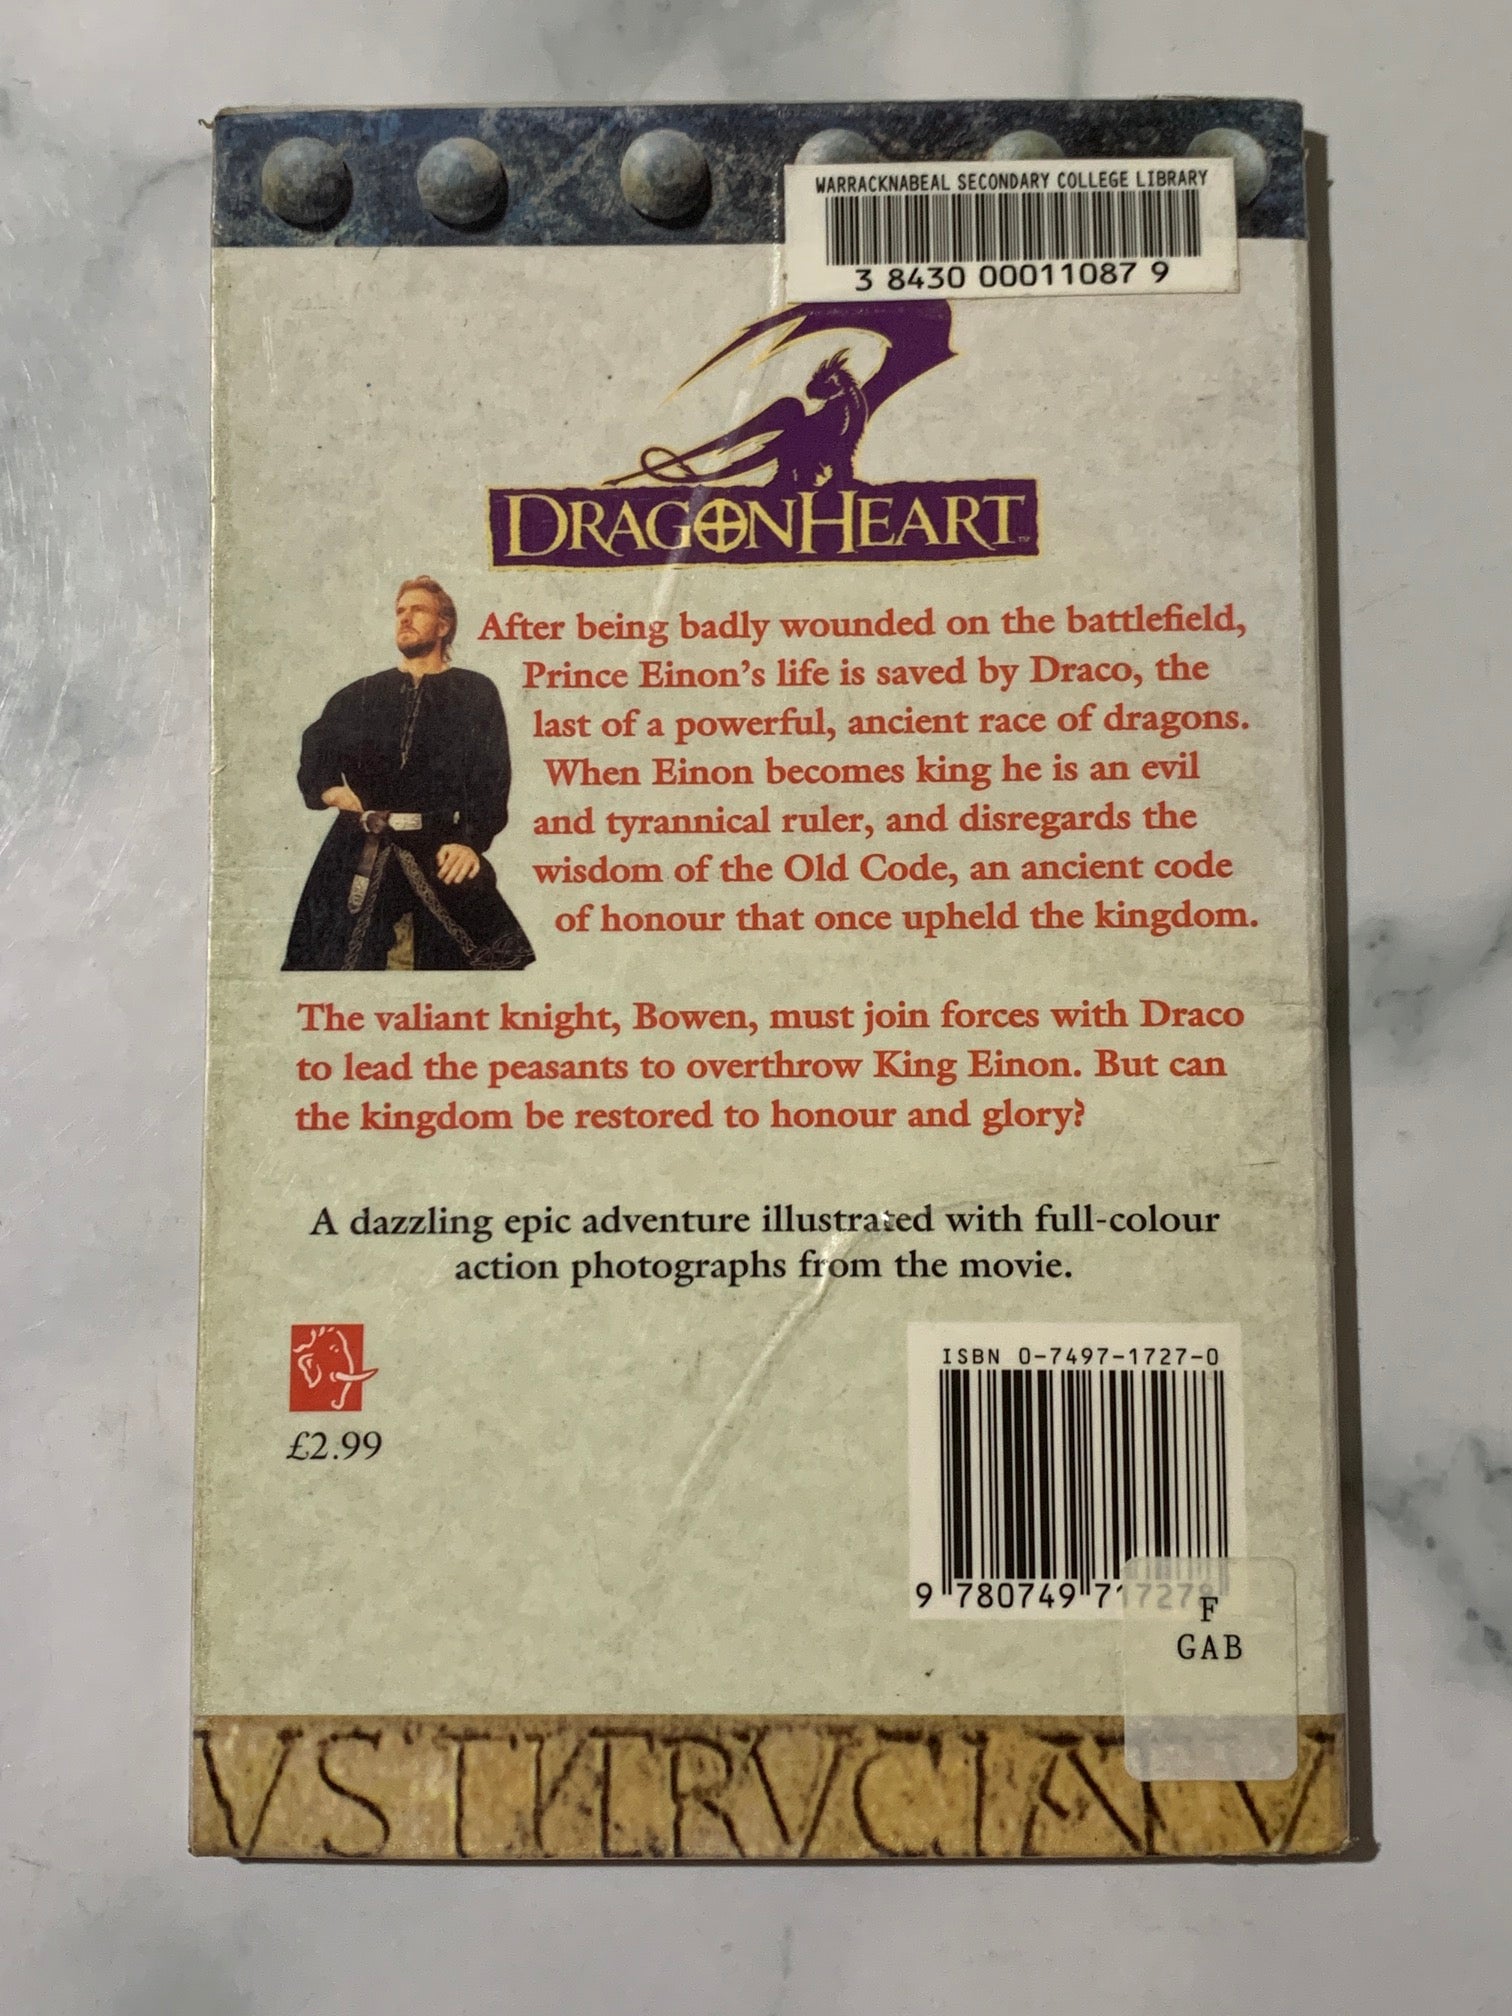 WARRACKNABEAL SECONDARY COLLEGE LIBRARY
3 8430 00011087 9
DRAGONHEART™
After being badly wounded on the battlefield,
Prince Einon's life is saved by Draco, the
last of a powerful, ancient race of dragons.
When Einon becomes king he is an evil
and tyrannical ruler, and disregards the
wisdom of the Old Code, an ancient code
of honour that once upheld the kingdom.
The valiant knight, Bowen, must join forces with Draco
to lead the peasants to overthrow King Einon. But can
the kingdom be restored to honour and glory?
A dazzling epic adventure illustrated with full-colour
action photographs from the movie.
£2.99
ISBN 0-7497-1727-0
9 780749 717278
F
GAB